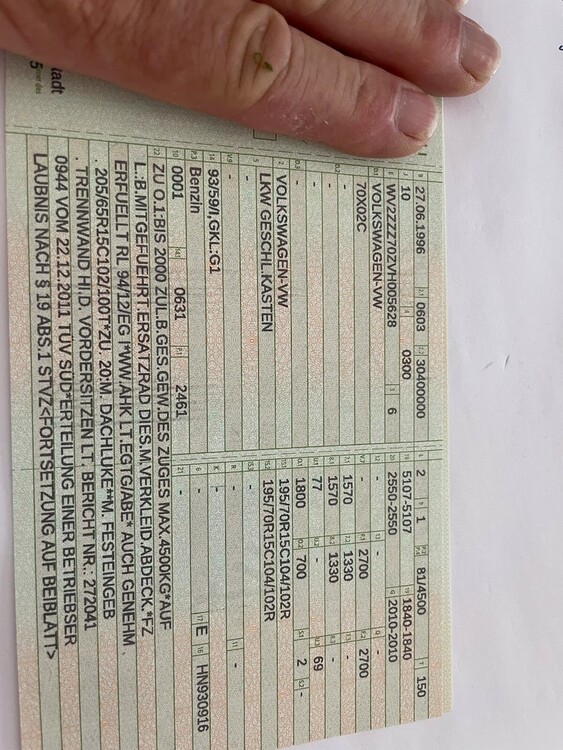 27.06.1996 0603 30400000
10 0300
WV2ZZZ70ZVH005628 6
VOLKSWAGEN-VW
70X02C
-
-
-
VOLKSWAGEN-VW
LKW GESCHL.KASTEN
-
93/59/I,GKL:G1
Benzin
0001 0631 2461
2 1 81/4500 150
5107-5107 1840-1840
2550-2550 2010-2010
- - -
- 2700 2700
1570 1330 -
1570 1330 -
77 - 69
1800 700 2 -
195/70R15C104/102R
195/70R15C104/102R
-
- -
-
- E HN930916
-
ZU O.1:BIS 2000 ZUL.B.GES.GEW.DES ZUGES MAX.4500KG*AUF
L.:B.MITGEFUEHRT.ERSATZRAD DIES.M.VERKLEID.ABDECK.*FZ
ERFUELLT RL 94/12/EG I*WW.AHK LT.EGTG/ABE* AUCH GENEHM.
.205/65R15C102/100T*ZU. 20:M. DACHLUKE**M. FESTEINGEB
. TRENNWAND HI.D. VORDERSITZEN LT. BERICHT NR.: 272041
0944 VOM 22.12.2011 TÜV SÜD*ERTEILUNG EINER BETRIEBSER
LAUBNIS NACH § 19 ABS.1 STVZ<FORTSETZUNG AUF BEIBLATT>